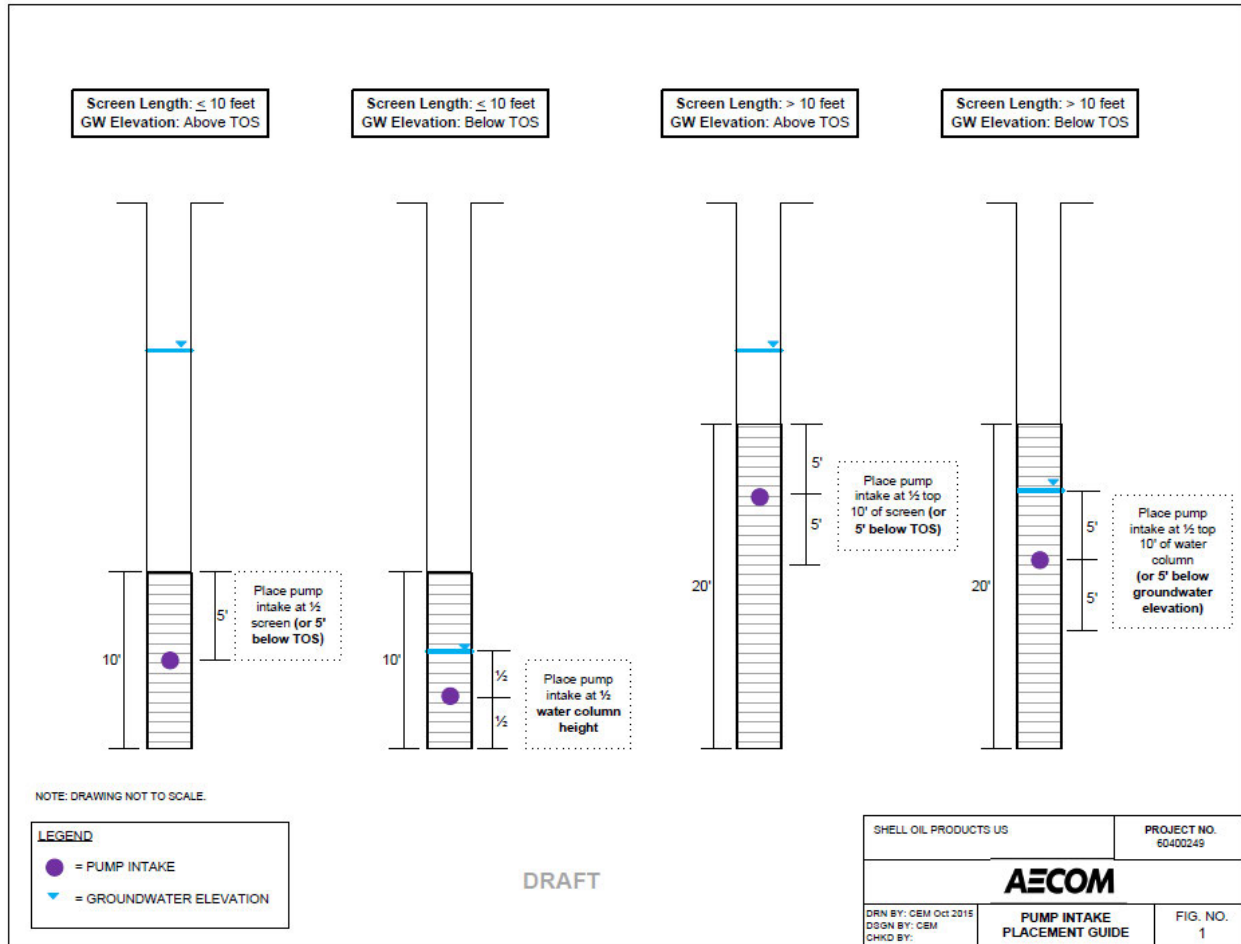 Screen Length: < 10 feet
GW Elevation: Above TOS
Screen Length: < 10 feet
GW Elevation: Below TOS
Screen Length: > 10 feet
GW Elevation: Above TOS
Screen Length: > 10 feet
GW Elevation: Below TOS
10'
5'
Place pump
intake at ½
screen (or 5'
below TOS)
10'
½
½
Place pump
intake at ½
water column
height
20'
5'
5'
Place pump
intake at ½ top
10' of screen (or
5' below TOS)
20'
5'
5'
Place pump
intake at ½ top
10' of water
column
(or 5' below
groundwater
elevation)
NOTE: DRAWING NOT TO SCALE.
LEGEND
= PUMP INTAKE
= GROUNDWATER ELEVATION
DRAFT
SHELL OIL PRODUCTS US
PROJECT NO.
60400249
AECOM
DRN BY: CEM Oct 2015
DSGN BY: CEM
CHKD BY:
PUMP INTAKE
PLACEMENT GUIDE
FIG. NO.
1